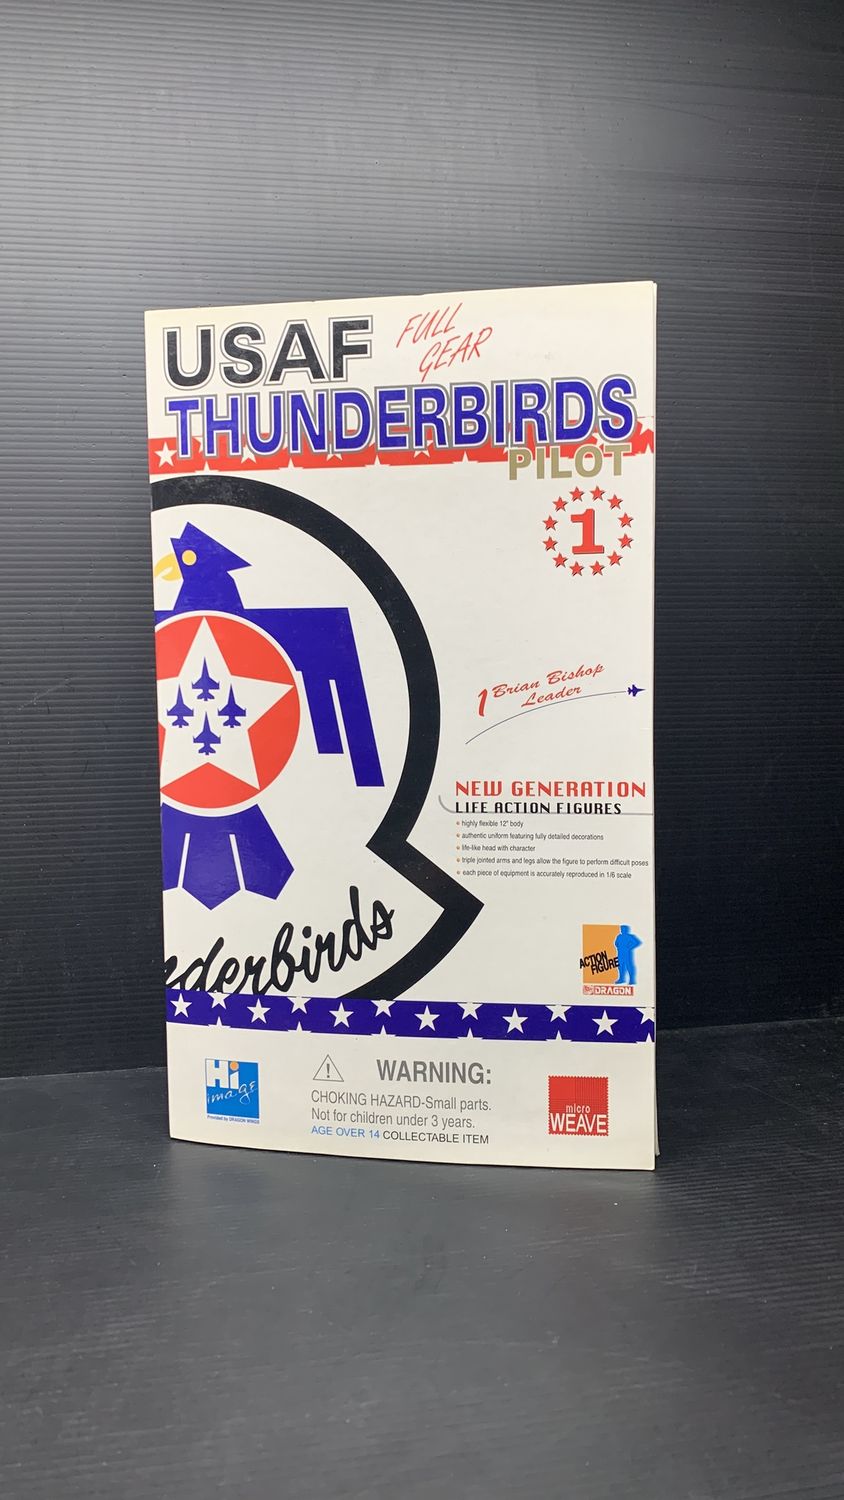 USAF
FULL
GEAR
THUNDERBIRDS
PILOT
1
1 Brian Bishop
Leader
NEW GENERATION
LIFE ACTION FIGURES
• highly flexible 12" body
• authentic uniform featuring fully detailed decorations
• life-like head with character
• triple jointed arms and legs allow the figure to perform difficult poses
• each piece of equipment is accurately reproduced in 1/6 scale
nderbirds
ACTION
FIGURE
DRAGON
Hi
image
Provided by DRAGON WINGS
! WARNING:
CHOKING HAZARD-Small parts.
Not for children under 3 years.
AGE OVER 14 COLLECTABLE ITEM
micro
WEAVE